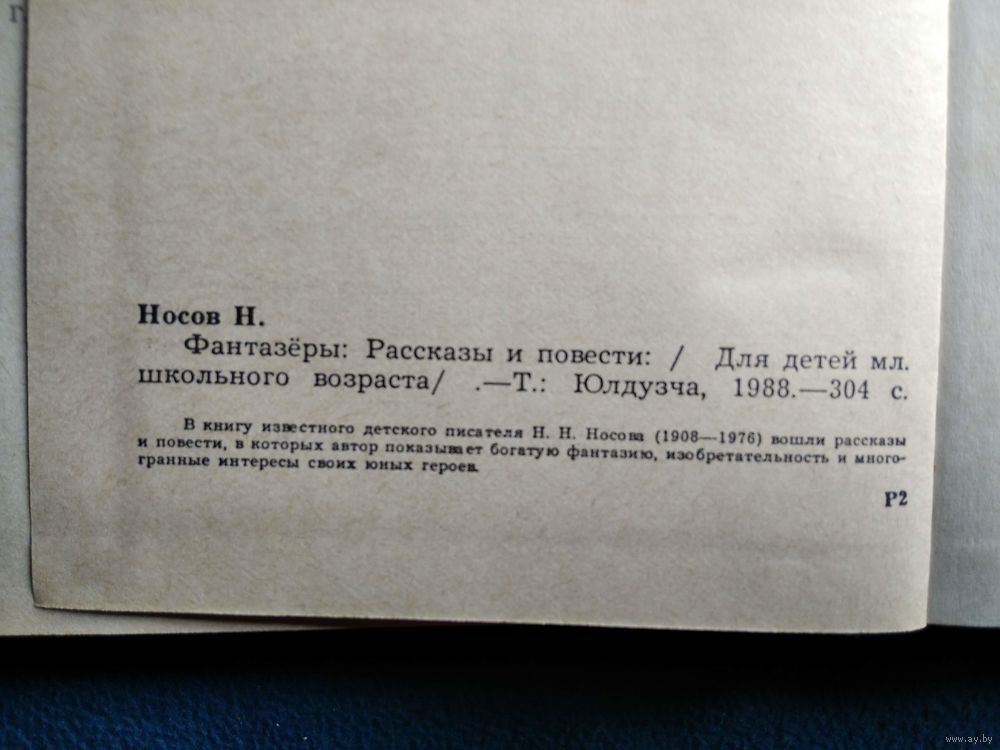 Носов Н.
Фантазёры: Рассказы и повести: / Для детей мл.
школьного возраста/ .—Т.: Юлдузча, 1988.—304 с.
В книгу известного детского писателя Н. Н. Носова (1908—1976) вошли рассказы
и повести, в которых автор показывает богатую фантазию, изобретательность и много-
гранные интересы своих юных героев.
Р2
www.ay.by